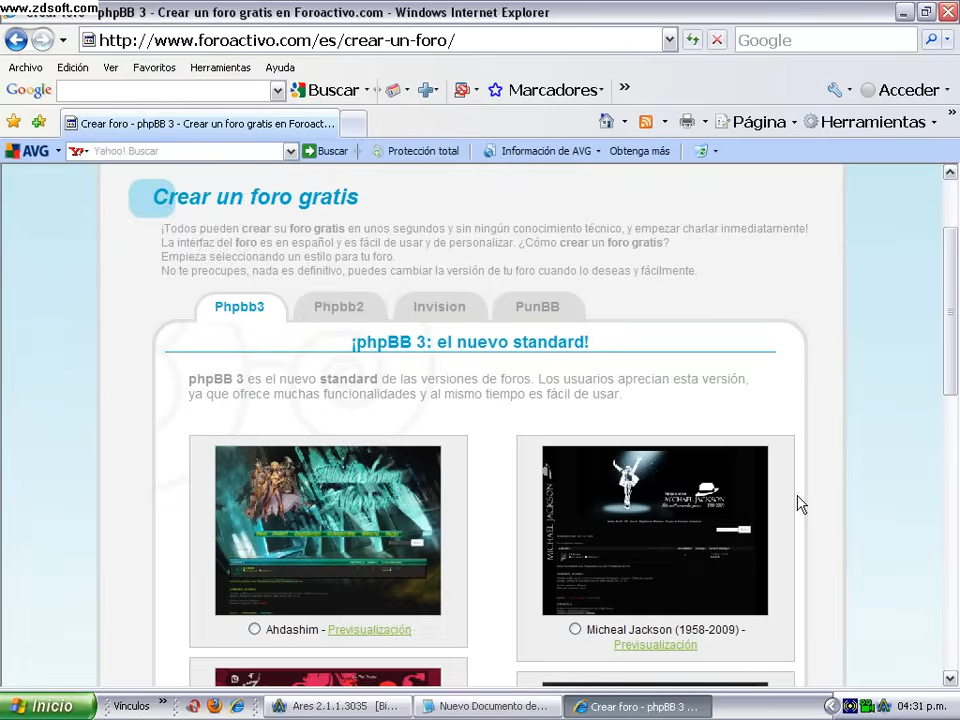 www.zdsoft.com
phpBB 3 - Crear un foro gratis en Foroactivo.com - Windows Internet Explorer
http://www.foroactivo.com/es/crear-un-foro/
Google
Archivo Edición Ver Favoritos Herramientas Ayuda
Google Buscar Marcadores Acceder
Crear foro - phpBB 3 - Crear un foro gratis en Foroact...
Página Herramientas
AVG Yahoo! Buscar Buscar Protección total Información de AVG Obtenga más
Crear un foro gratis
¡Todos pueden crear su foro gratis en unos segundos y sin ningún conocimiento técnico, y empezar charlar inmediatamente!
La interfaz del foro es en español y es fácil de usar y de personalizar. ¿Cómo crear un foro gratis?
Empieza seleccionando un estilo para tu foro.
No te preocupes, nada es definitivo, puedes cambiar la versión de tu foro cuando lo deseas y fácilmente.
Phpbb3 Phpbb2 Invision PunBB
¡phpBB 3: el nuevo standard!
phpBB 3 es el nuevo standard de las versiones de foros. Los usuarios aprecian esta versión,
ya que ofrece muchas funcionalidades y al mismo tiempo es fácil de usar.
MICHAEL JACKSON
MICHAEL JACKSON
Ahdashim - Previsualización
Micheal Jackson (1958-2009) -
Previsualización
Inicio Vínculos Ares 2.1.1.3035 [Bi... Nuevo Documento de... Crear foro - phpBB 3 ... 04:31 p.m.